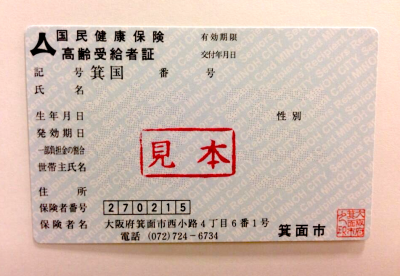 国民健康保険 有効期限
高齢受給者証 交付年月日
記号 箕国 番号
氏名
生年月日 性別
発効期日
一部負担金の割合
世帯主氏名
見本
住所
保険者番号 270215
保険者名 大阪府箕面市西小路4丁目6番1号
電話 (072)724-6734 箕面市